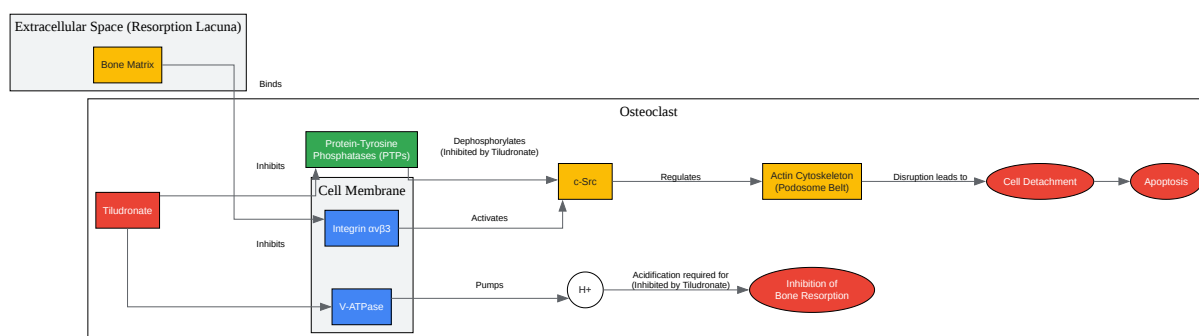 Extracellular Space (Resorption Lacuna)
Bone Matrix
Binds
Osteoclast
Protein-Tyrosine
Phosphatases (PTPs)
Dephosphorylates
(Inhibited by Tiludronate)
Inhibits
Cell Membrane
c-Src
Regulates
Actin Cytoskeleton
(Podosome Belt)
Disruption leads to
Cell Detachment
Apoptosis
Tiludronate
Integrin αvβ3
Activates
Inhibits
V-ATPase
Pumps
H+
Acidification required for
(Inhibited by Tiludronate)
Inhibition of
Bone Resorption